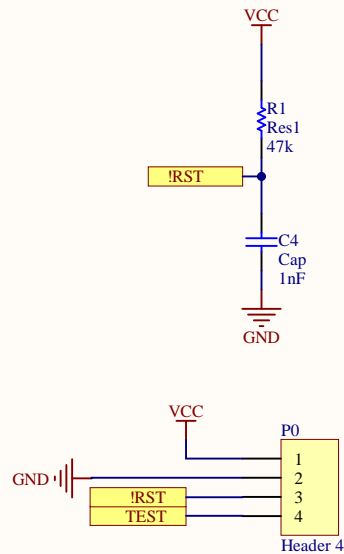 VCC
R1
Res1
47k
!RST
C4
Cap
1nF
GND
VCC
P0
1
GND
2
!RST
3
TEST
4
Header 4